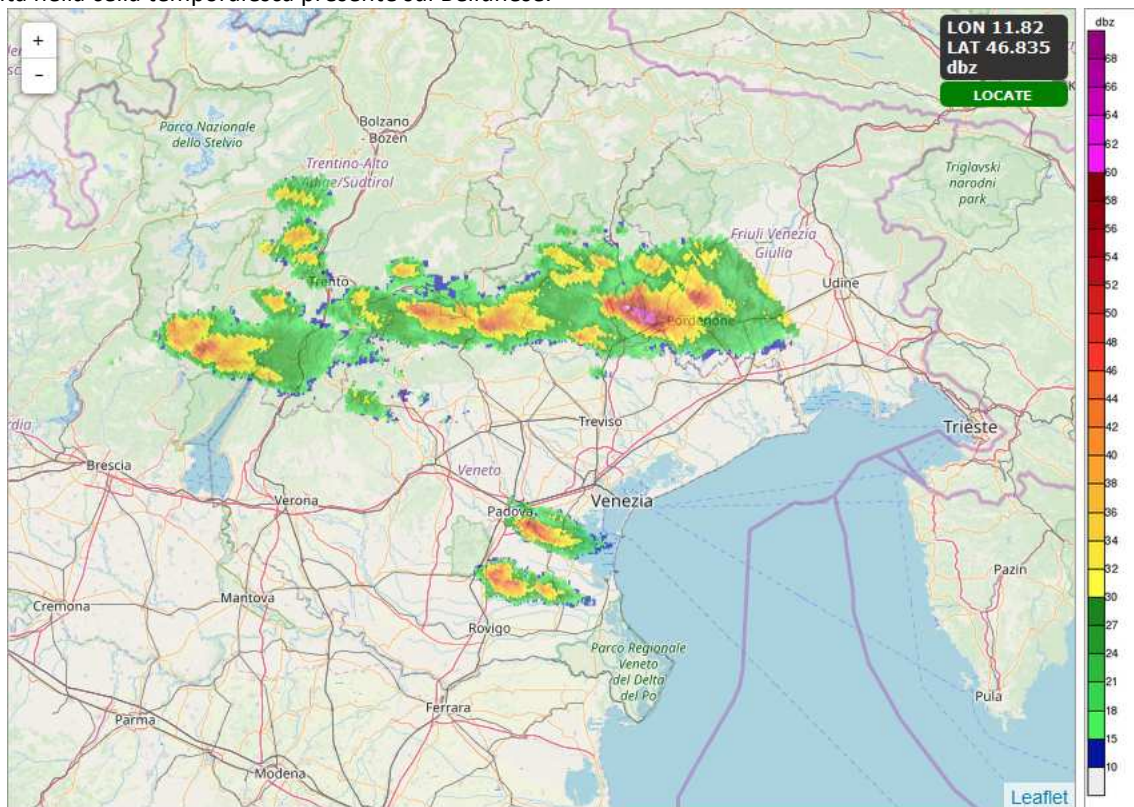 +
−
LON 11.82
LAT 46.835
dbz
LOCATE
dbz
68
66
64
62
60
58
56
54
52
50
48
46
44
42
40
38
36
34
32
30
27
24
21
18
15
10
Parco Nazionale
dello Stelvio
Bolzano
- Bozen
Trentino-Alto
Adige/Südtirol
Triglavski
narodni
park
Friuli Venezia
Giulia
Trento
Udine
Pordenone
Treviso
Trieste
Brescia
Veneto
Verona
Padova
Venezia
Pazin
Cremona
Mantova
Rovigo
Parco Regionale
Veneto
del Delta
del Po
Pula
Ferrara
Parma
Modena
Leaflet